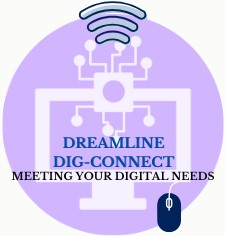 DREAMLINE
DIG-CONNECT
MEETING YOUR DIGITAL NEEDS